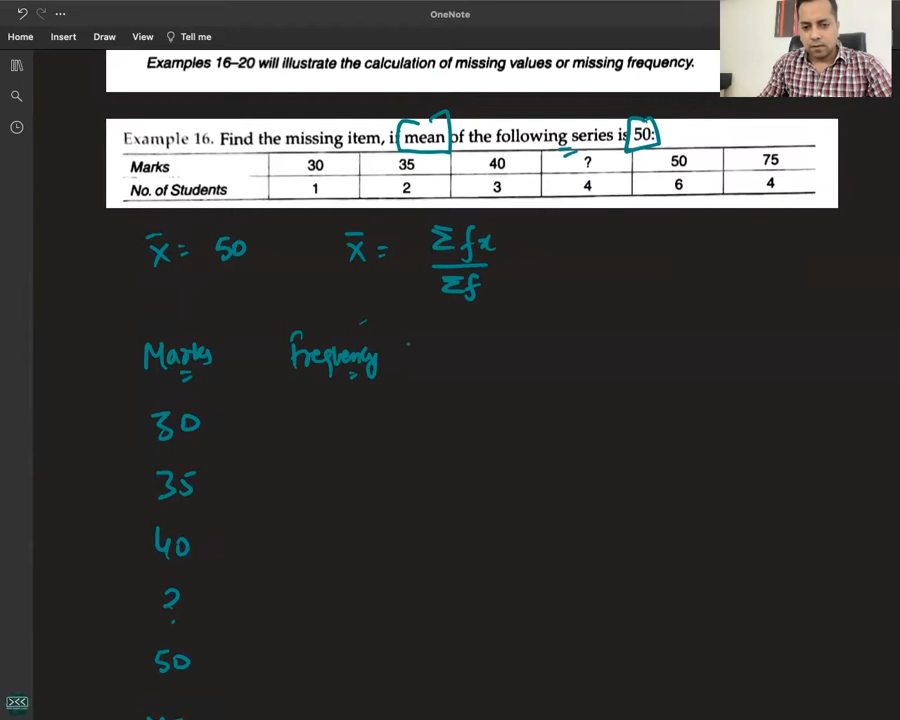 OneNote
Home Insert Draw View Tell me
Examples 16–20 will illustrate the calculation of missing values or missing frequency.
Example 16. Find the missing item, i mean of the following series is 50:
Marks 30 35 40 ? 50 75
No. of Students 1 2 3 4 6 4
x̄ = 50 x̄ = Σfx / Σf
Marks frequency
30
35
40
?
50